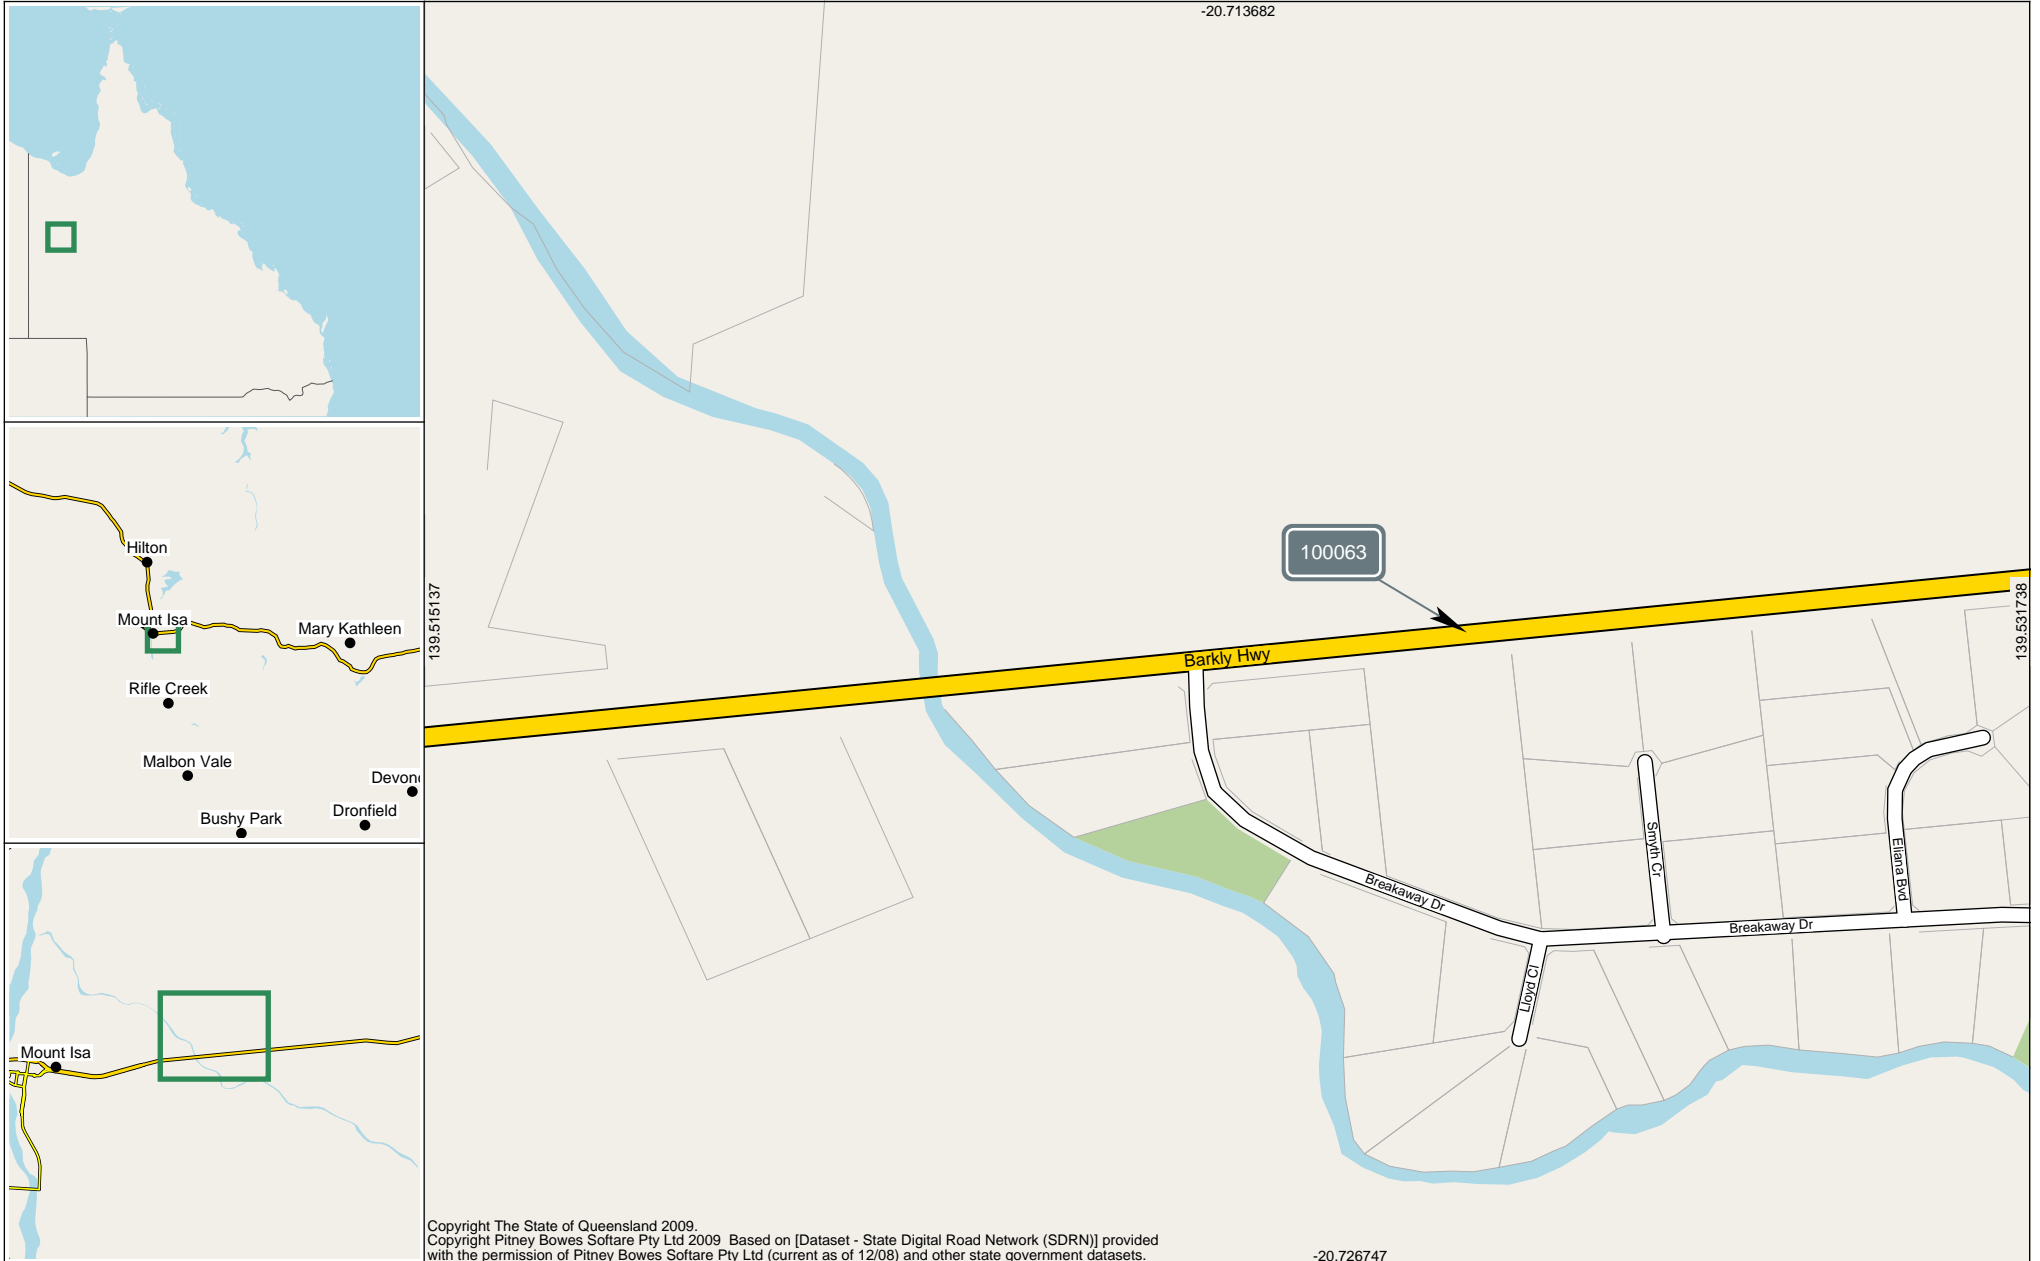 -20.713682
Hilton
Mount Isa
Mary Kathleen
Rifle Creek
Malbon Vale
Devon
Dronfield
Bushy Park
Mount Isa
139.515137
100063
139.531738
Barkly Hwy
Smyth Cr
Eliana Bvd
Breakaway Dr
Breakaway Dr
Lloyd Cl
Copyright The State of Queensland 2009.
Copyright Pitney Bowes Softare Pty Ltd 2009 Based on [Dataset - State Digital Road Network (SDRN)] provided
with the permission of Pitney Bowes Softare Pty Ltd (current as of 12/08) and other state government datasets.
-20.726747